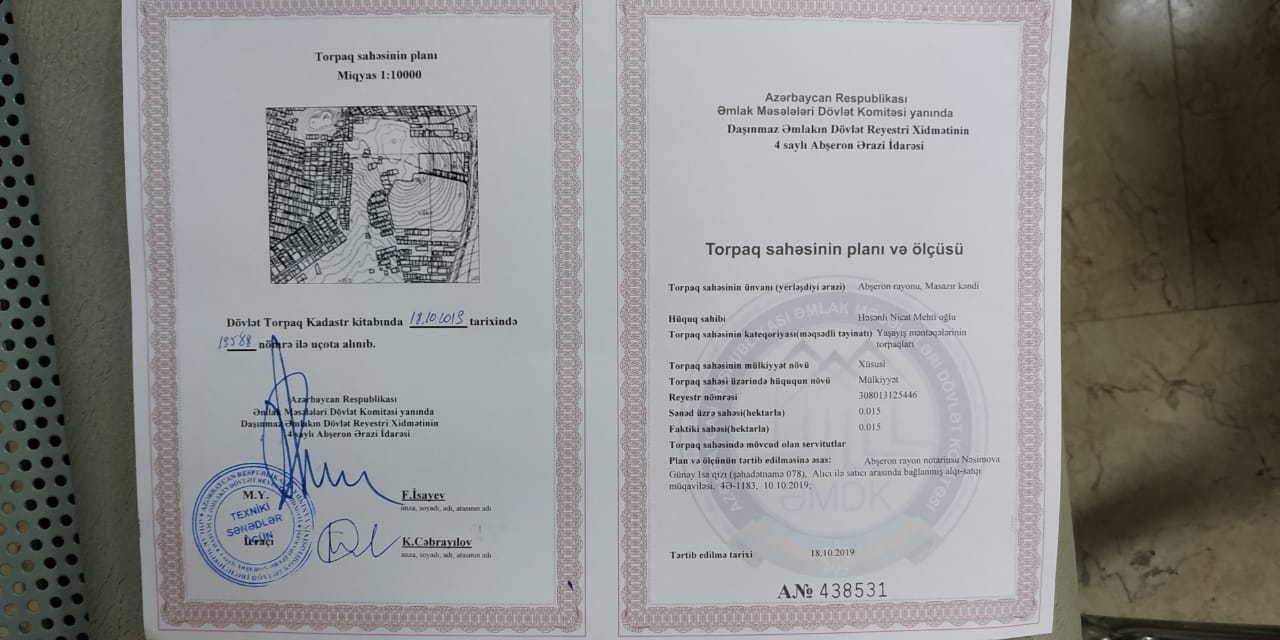 Torpaq sahəsinin planı
Miqyas 1:10000
Dövlət Torpaq Kadastr kitabında 18.10.2019 tarixində
nömrə ilə uçota alınıb.
Azərbaycan Respublikası
Əmlak Məsələləri Dövlət Komitəsi yanında
Daşınmaz Əmlakın Dövlət Reyestri Xidmətinin
4 saylı Abşeron Ərazi İdarəsi
M.Y.
TEXNİKİ
SƏNƏDLƏR
ÜÇÜN
İcraçı
F.İsayev
imza, soyadı, adı, atasının adı
K.Cəbrayılov
imza, soyadı, adı, atasının adı
Azərbaycan Respublikası
Əmlak Məsələləri Dövlət Komitəsi yanında
Daşınmaz Əmlakın Dövlət Reyestri Xidmətinin
4 saylı Abşeron Ərazi İdarəsi
Torpaq sahəsinin planı və ölçüsü
Torpaq sahəsinin ünvanı (yerləşdiyi ərazi) Abşeron rayonu, Masazır kəndi
Hüquq sahibi Həsənlı Nicat Mehti oğlu
Torpaq sahəsinin kateqoriyası(məqsədli təyinatı) Yaşayış məntəqələrinin
torpaqları
Torpaq sahəsinin mülkiyyət növü Xüsusi
Torpaq sahəsi üzərində hüququn növü Mülkiyyət
Reyestr nömrəsi 308013125446
Sənəd üzrə sahəsi(hektarla) 0.015
Faktiki sahəsi(hektarla) 0.015
Torpaq sahəsində mövcud olan servitutlar
Plan və ölçünün tərtib edilməsinə əsas: Abşeron rayon notariusu Nəsimova
Günay İsa qızi (şəhadətnamə 078), Alıcı ilə satıcı arasında bağlanmış alqı-satqı
müqaviləsi, 4Ə-1183, 10.10.2019;
ƏMDK
Tərtib edilmə tarixi 18.10.2019
A.№ 438531